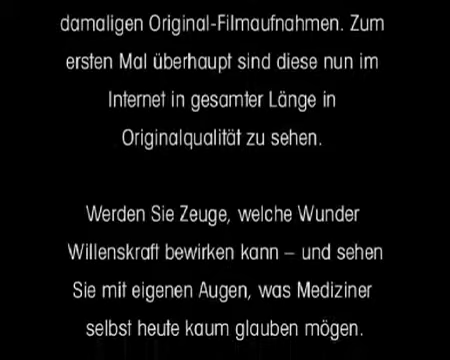 damaligen Original-Filmaufnahmen. Zum
ersten Mal überhaupt sind diese nun im
Internet in gesamter Länge in
Originalqualität zu sehen.
Werden Sie Zeuge, welche Wunder
Willenskraft bewirken kann – und sehen
Sie mit eigenen Augen, was Mediziner
selbst heute kaum glauben mögen.